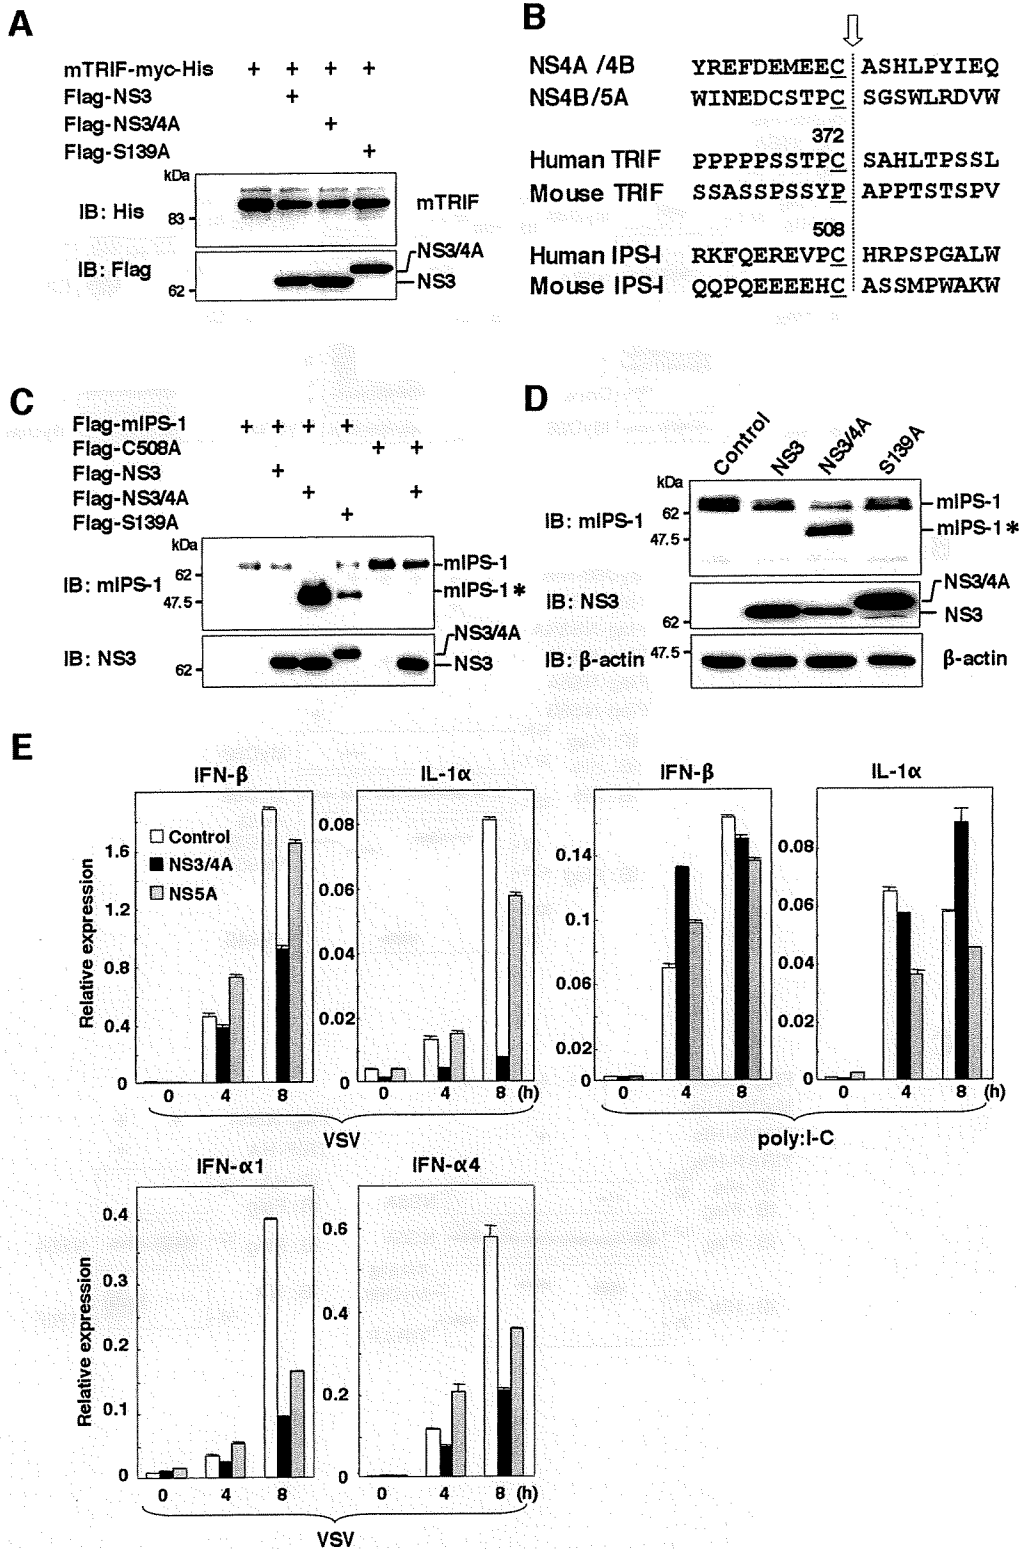 A
mTRIF-myc-His + + + +
Flag-NS3 +
Flag-NS3/4A +
Flag-S139A +
kDa
IB: His
83
mTRIF
IB: Flag
62
NS3/4A
NS3
B
NS4A /4B YREFDEMEEC ASHLPYIEQ
NS4B/5A WINEDCSTPC SGSWLRDVW
372
Human TRIF PPPPPSSTPC SAHLTPSSL
Mouse TRIF SSASSPSSYP APPTSTSPV
508
Human IPS-I RKFQEREVPC HRPSPGALW
Mouse IPS-I QQPQEEEEHC ASSMPWAKW
C
Flag-mIPS-1 + + + +
Flag-C508A + +
Flag-NS3 +
Flag-NS3/4A + +
Flag-S139A +
kDa
IB: mIPS-1
62
47.5
mIPS-1
mIPS-1*
IB: NS3
62
NS3/4A
NS3
D
Control NS3 NS3/4A S139A
kDa
IB: mIPS-1
62
47.5
mIPS-1
mIPS-1*
IB: NS3
62
NS3/4A
NS3
IB: β-actin
47.5
β-actin
E
IFN-β IL-1α IFN-β IL-1α
Control
NS3/4A
NS5A
Relative expression
1.6
1.2
0.8
0.4
0
0.08
0.06
0.04
0.02
0
0.14
0.1
0.06
0.02
0
0.08
0.06
0.04
0.02
0
0 4 8 0 4 8 (h)
0 4 8 0 4 8 (h)
VSV
poly:I-C
IFN-α1 IFN-α4
Relative expression
0.4
0.3
0.2
0.1
0
0.6
0.4
0.2
0
0 4 8 0 4 8 (h)
VSV